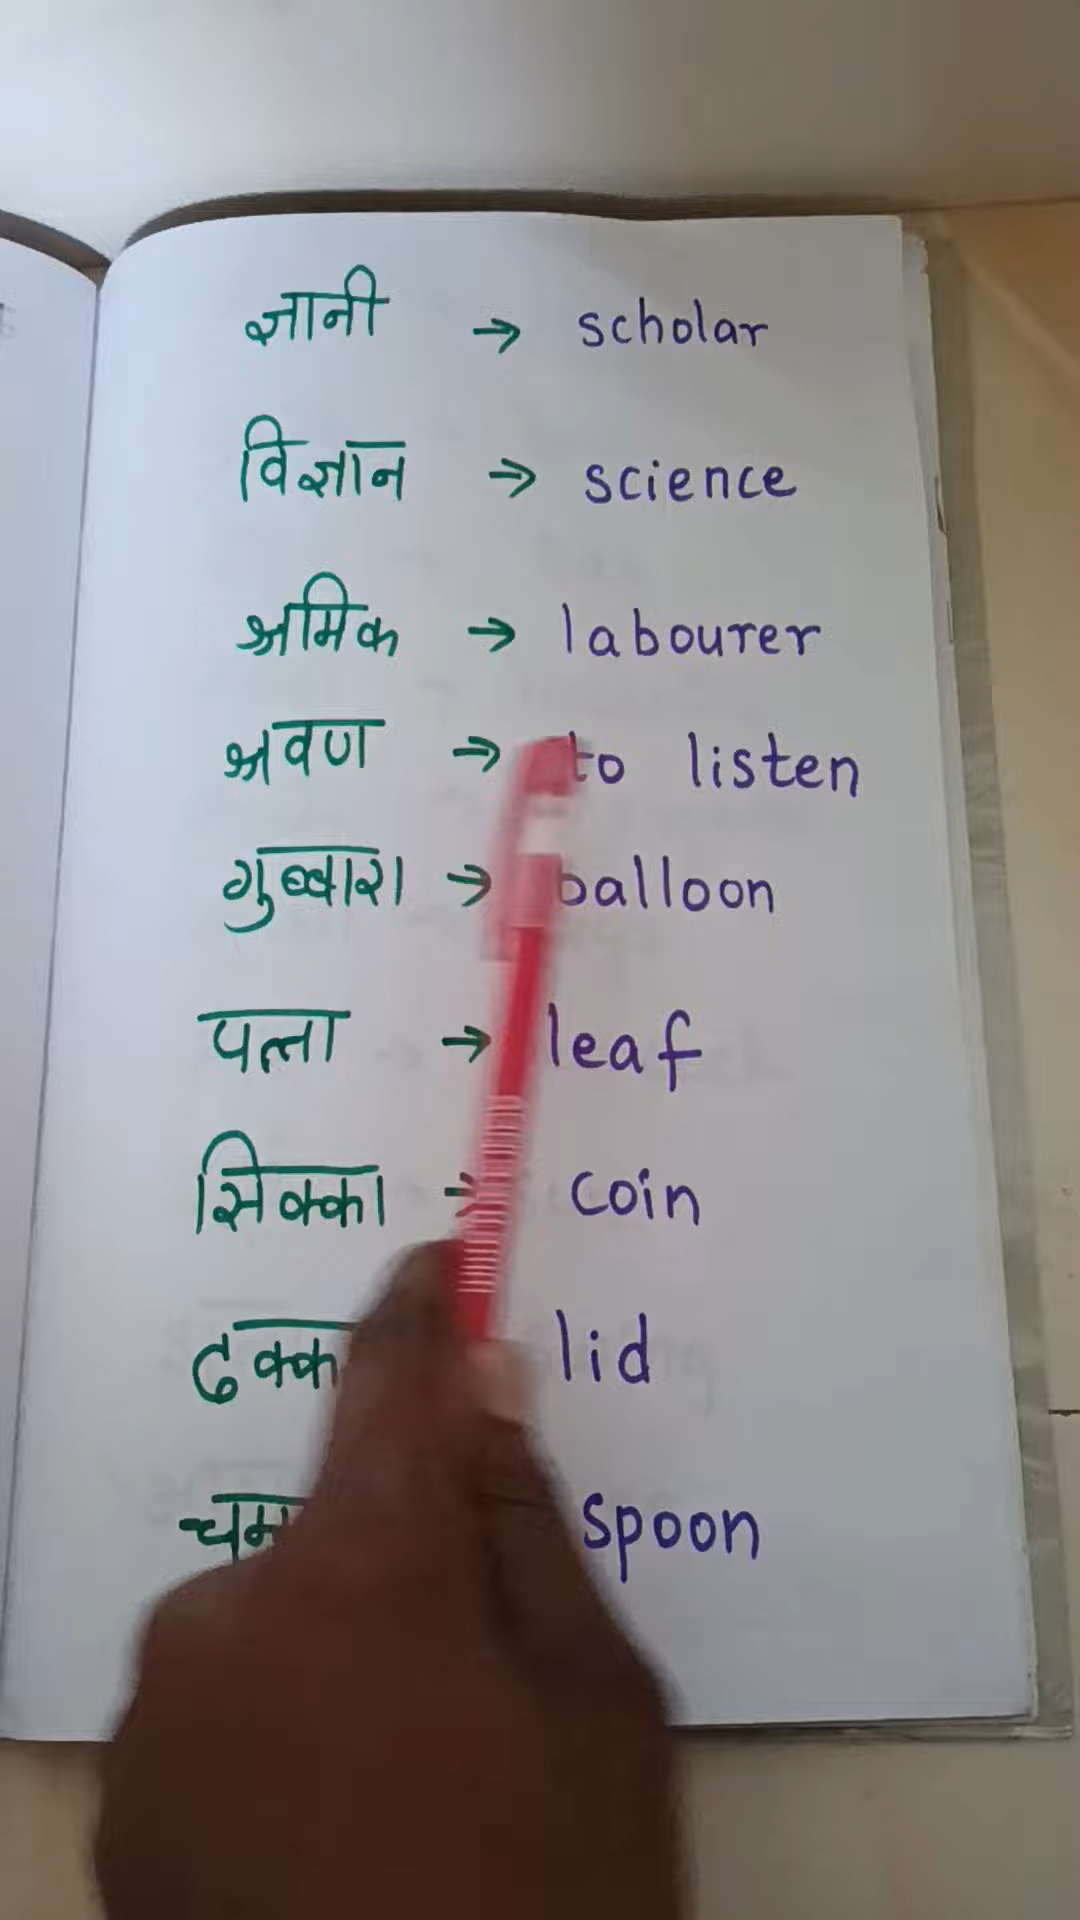 ज्ञानी → scholar
विज्ञान → science
श्रमिक → labourer
श्रवण → to listen
गुब्बारा → balloon
पत्ता → leaf
सिक्का → coin
lid
spoon